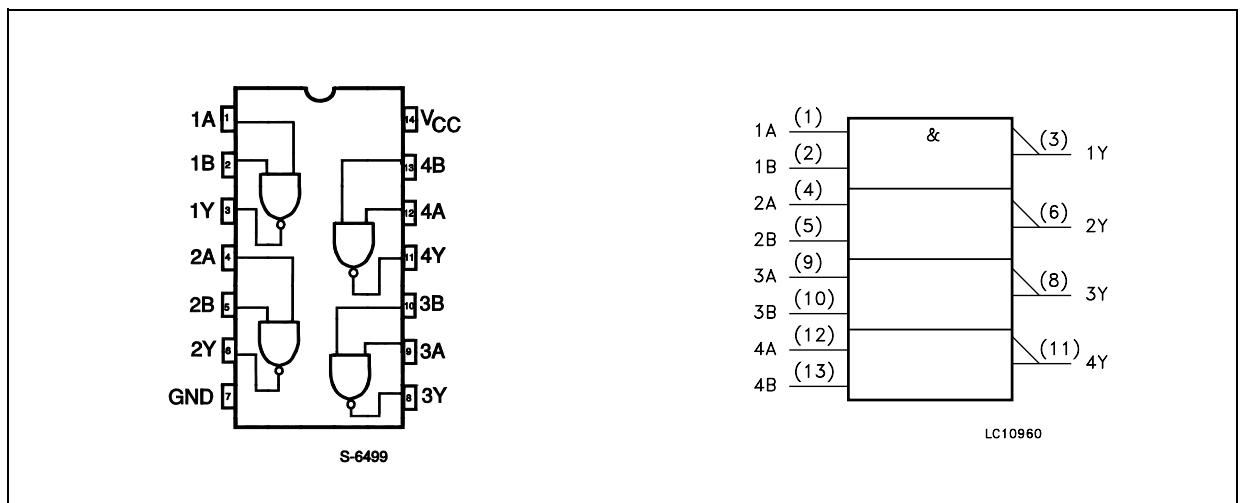 1A 1 14 VCC
1B 2 13 4B
1Y 3 12 4A
2A 4 11 4Y
2B 5 10 3B
2Y 6 9 3A
GND 7 8 3Y
S-6499
&
1A (1) (3) 1Y
1B (2)
2A (4) (6) 2Y
2B (5)
3A (9) (8) 3Y
3B (10)
4A (12) (11) 4Y
4B (13)
LC10960